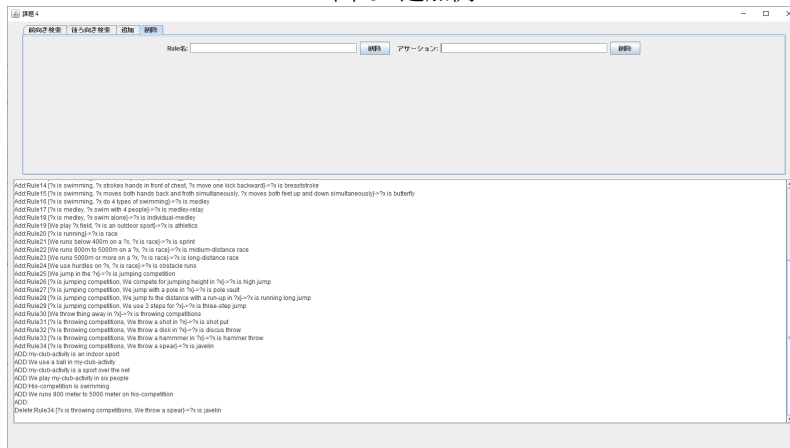 課題4
前向き検索 後ろ向き検索 追加 削除
Rule名: 削除 アサーション: 削除
Add:Rule14 [?x is swimming, ?x strokes hands in front of chest, ?x move one kick backward]->?x is breaststroke
Add:Rule15 [?x is swimming, ?x moves both hands back and froth simultaneously, ?x moves both feet up and down simultaneously]->?x is butterfly
Add:Rule16 [?x is swimming, ?x do 4 types of swimming]->?x is medley
Add:Rule17 [?x is medley, ?x swim with 4 people]->?x is medley-relay
Add:Rule18 [?x is medley, ?x swim alone]->?x is individual-medley
Add:Rule19 [We play ?x field, ?x is an outdoor sport]->?x is athletics
Add:Rule20 [?x is running]->?x is race
Add:Rule21 [We runs below 400m on a ?x, ?x is race]->?x is sprint
Add:Rule22 [We runs 800m to 5000m on a ?x, ?x is race]->?x is midium-distance race
Add:Rule23 [We runs 5000m or more on a ?x, ?x is race]->?x is long-distance race
Add:Rule24 [We use hurdles on ?x, ?x is race]->?x is obstacle runs
Add:Rule25 [We jump in the ?x]->?x is jumping competition
Add:Rule26 [?x is jumping competition, We compete for jumping height in ?x]->?x is high jump
Add:Rule27 [?x is jumping competition, We jump with a pole in ?x]->?x is pole vault
Add:Rule28 [?x is jumping competition, We jump to the distance with a run-up in ?x]->?x is running long jump
Add:Rule29 [?x is jumping competition, We use 3 steps for ?x]->?x is three-step jump
Add:Rule30 [We throw thing away in ?x]->?x is throwing competitions
Add:Rule31 [?x is throwing competitions, We throw a shot in ?x]->?x is shot put
Add:Rule32 [?x is throwing competitions, We throw a disk in ?x]->?x is discus throw
Add:Rule33 [?x is throwing competitions, We throw a hammmer in ?x]->?x is hammer throw
Add:Rule34 [?x is throwing competitions, We throw a spear]->?x is javelin
ADD:my-club-activity is an indoor sport
ADD:We use a ball in my-club-activity
ADD:my-club-activity is a sport over the net
ADD:We play my-club-activity in six people
ADD:His-competition is swimming
ADD:We runs 800 meter to 5000 meter on his-competition
ADD:
Delete:Rule34 [?x is throwing competitions, We throw a spear]->?x is javelin